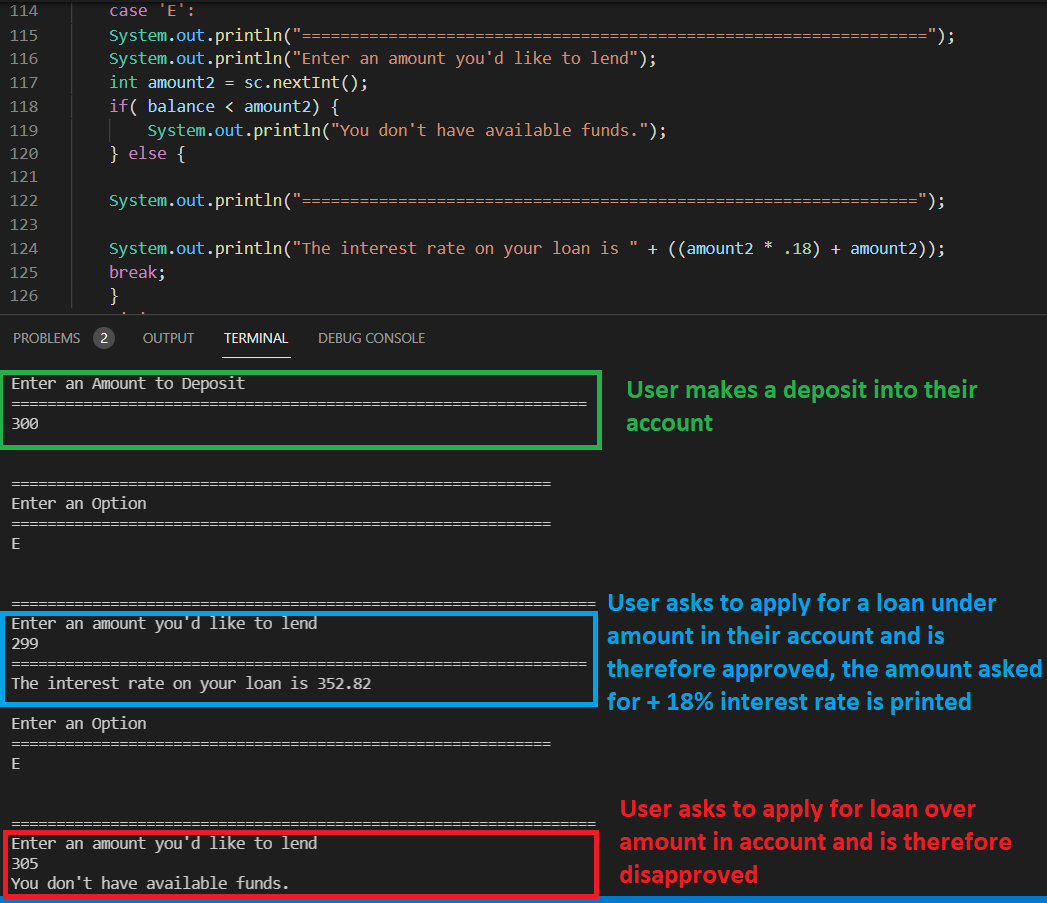 114 case 'E':
115 System.out.println("=================================================================");
116 System.out.println("Enter an amount you'd like to lend");
117 int amount2 = sc.nextInt();
118 if( balance < amount2) {
119 System.out.println("You don't have available funds.");
120 } else {
121
122 System.out.println("================================================================");
123
124 System.out.println("The interest rate on your loan is " + ((amount2 * .18) + amount2));
125 break;
126 }
PROBLEMS 2 OUTPUT TERMINAL DEBUG CONSOLE
Enter an Amount to Deposit
================================================================
300
User makes a deposit into their
account
============================================================
Enter an Option
============================================================
E
=================================================================
Enter an amount you'd like to lend
299
================================================================
The interest rate on your loan is 352.82
User asks to apply for a loan under
amount in their account and is
therefore approved, the amount asked
for + 18% interest rate is printed
Enter an Option
============================================================
E
=================================================================
Enter an amount you'd like to lend
305
You don't have available funds.
User asks to apply for loan over
amount in account and is therefore
disapproved